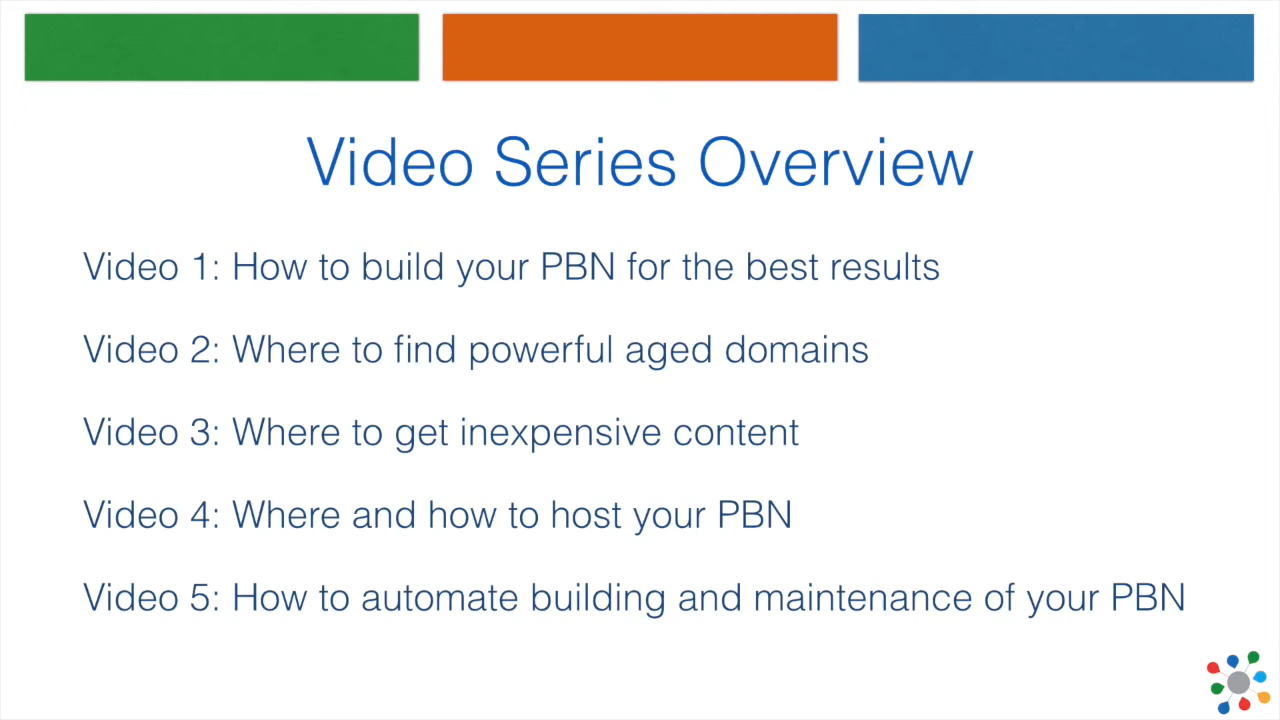 Video Series Overview
Video 1: How to build your PBN for the best results
Video 2: Where to find powerful aged domains
Video 3: Where to get inexpensive content
Video 4: Where and how to host your PBN
Video 5: How to automate building and maintenance of your PBN